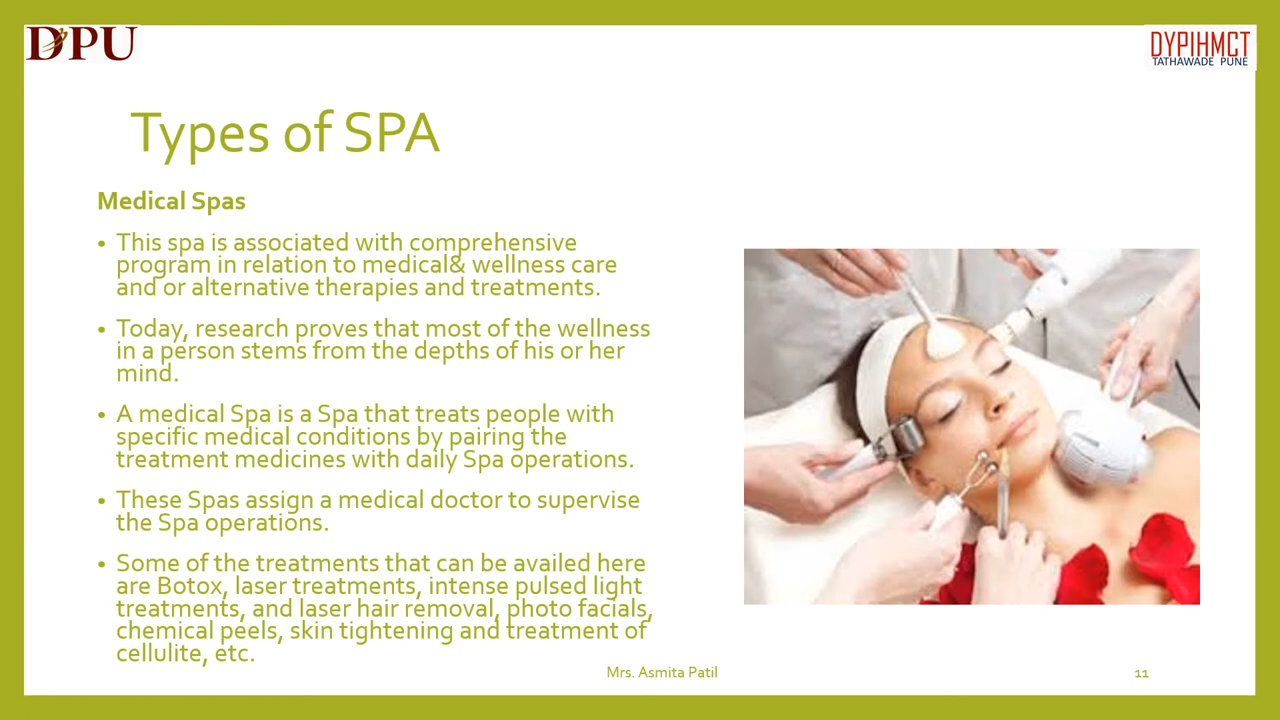 DPU
DYPIHMCT
TATHAWADE PUNE
Types of SPA
Medical Spas
• This spa is associated with comprehensive
program in relation to medical& wellness care
and or alternative therapies and treatments.
• Today, research proves that most of the wellness
in a person stems from the depths of his or her
mind.
• A medical Spa is a Spa that treats people with
specific medical conditions by pairing the
treatment medicines with daily Spa operations.
• These Spas assign a medical doctor to supervise
the Spa operations.
• Some of the treatments that can be availed here
are Botox, laser treatments, intense pulsed light
treatments, and laser hair removal, photo facials,
chemical peels, skin tightening and treatment of
cellulite, etc.
Mrs. Asmita Patil
11